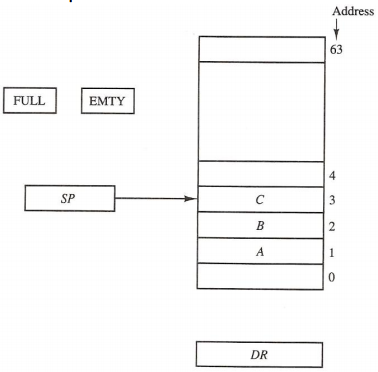 Address
63
FULL EMTY
4
SP C 3
B 2
A 1
0
DR